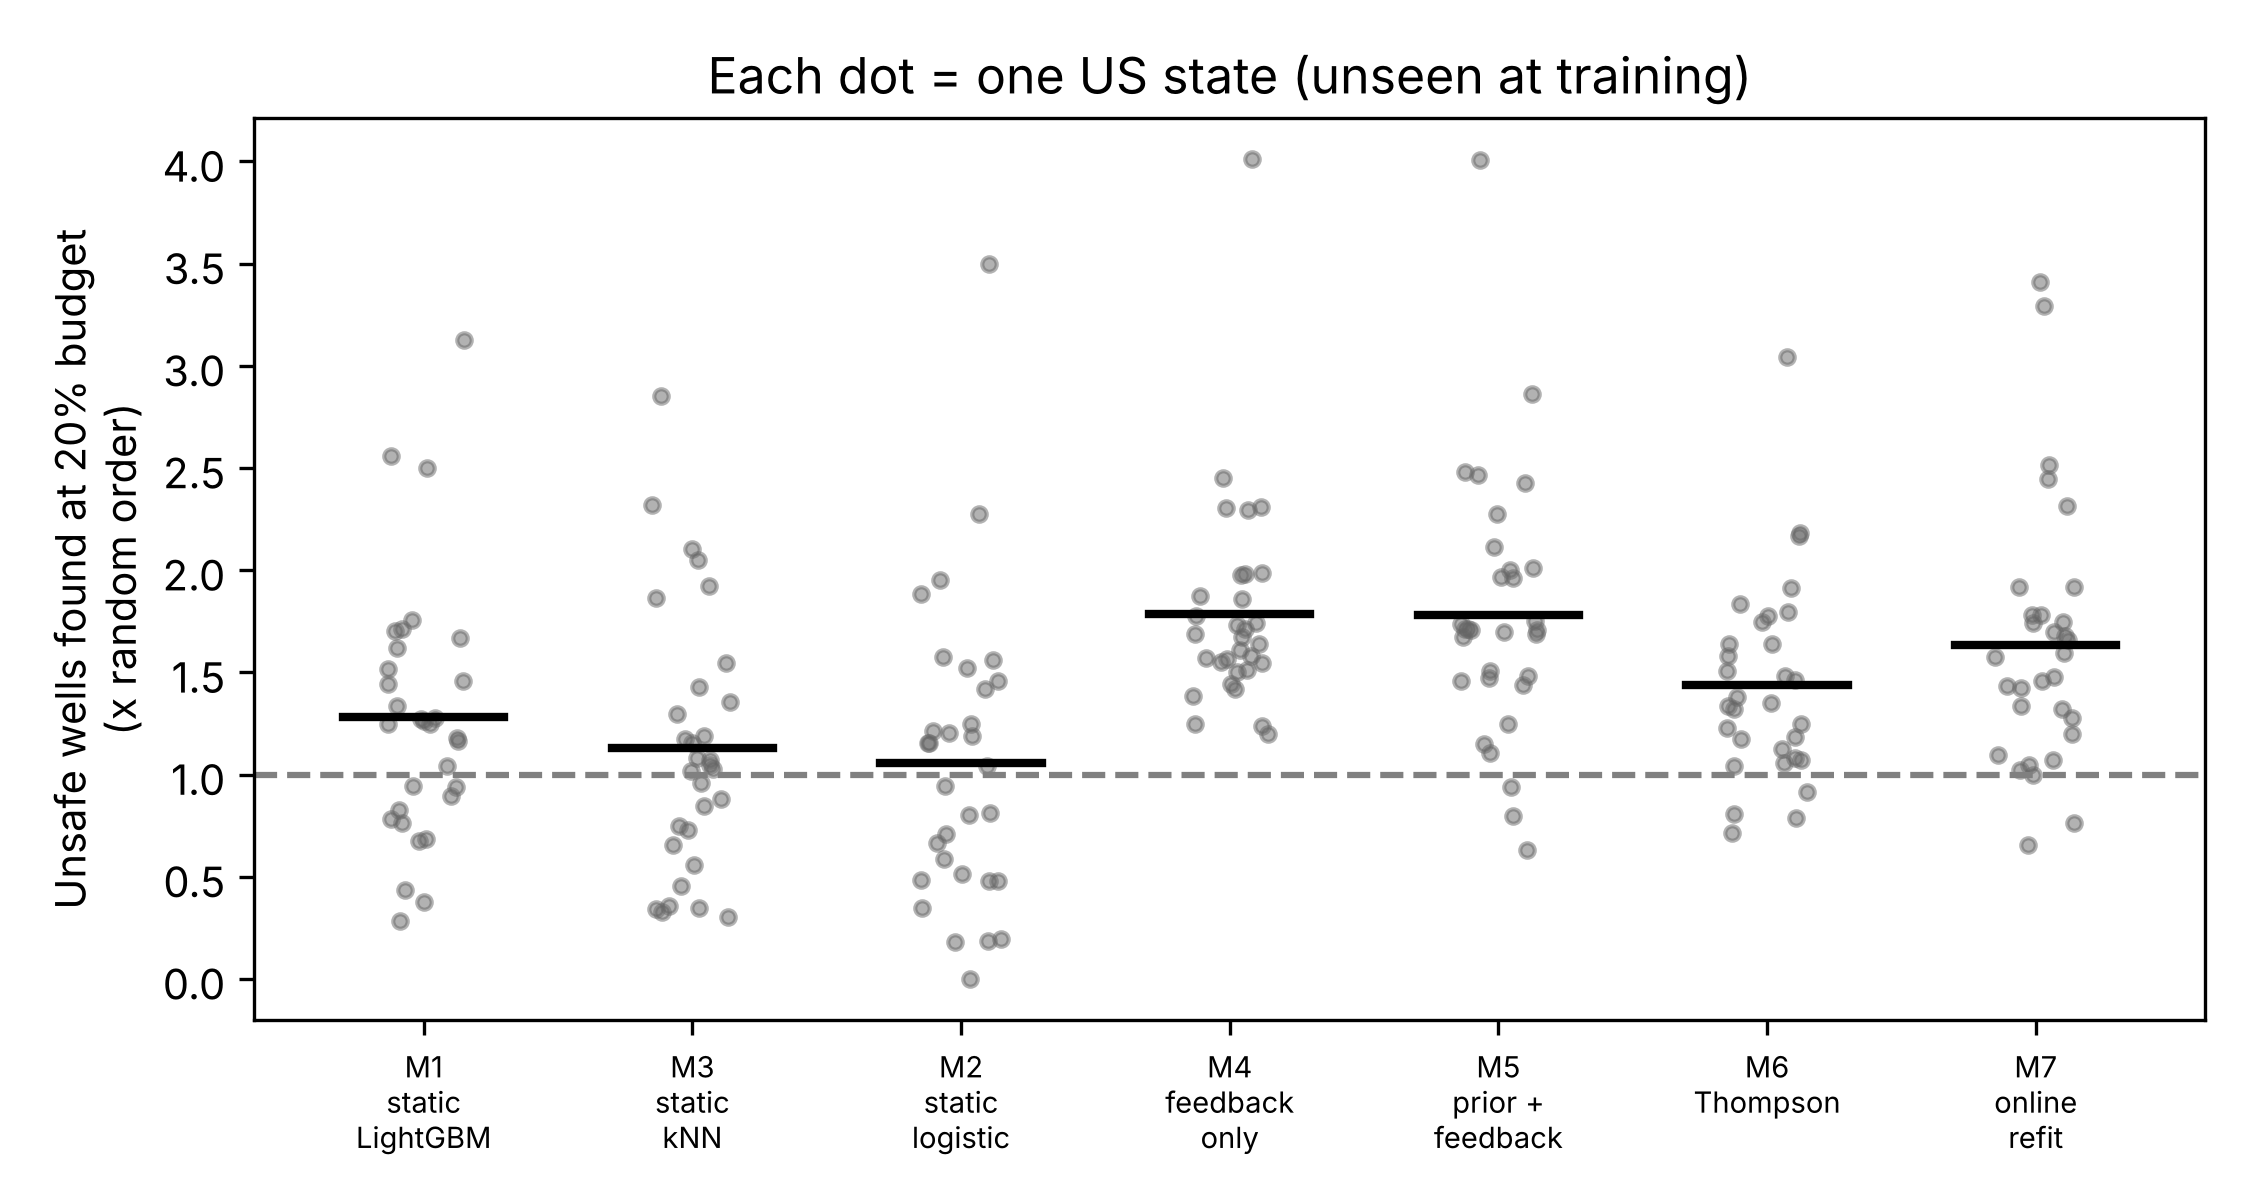 Each dot = one US state (unseen at training)
Unsafe wells found at 20% budget
(x random order)
4.0
3.5
3.0
2.5
2.0
1.5
1.0
0.5
0.0
M1
static
LightGBM
M3
static
kNN
M2
static
logistic
M4
feedback
only
M5
prior +
feedback
M6
Thompson
M7
online
refit